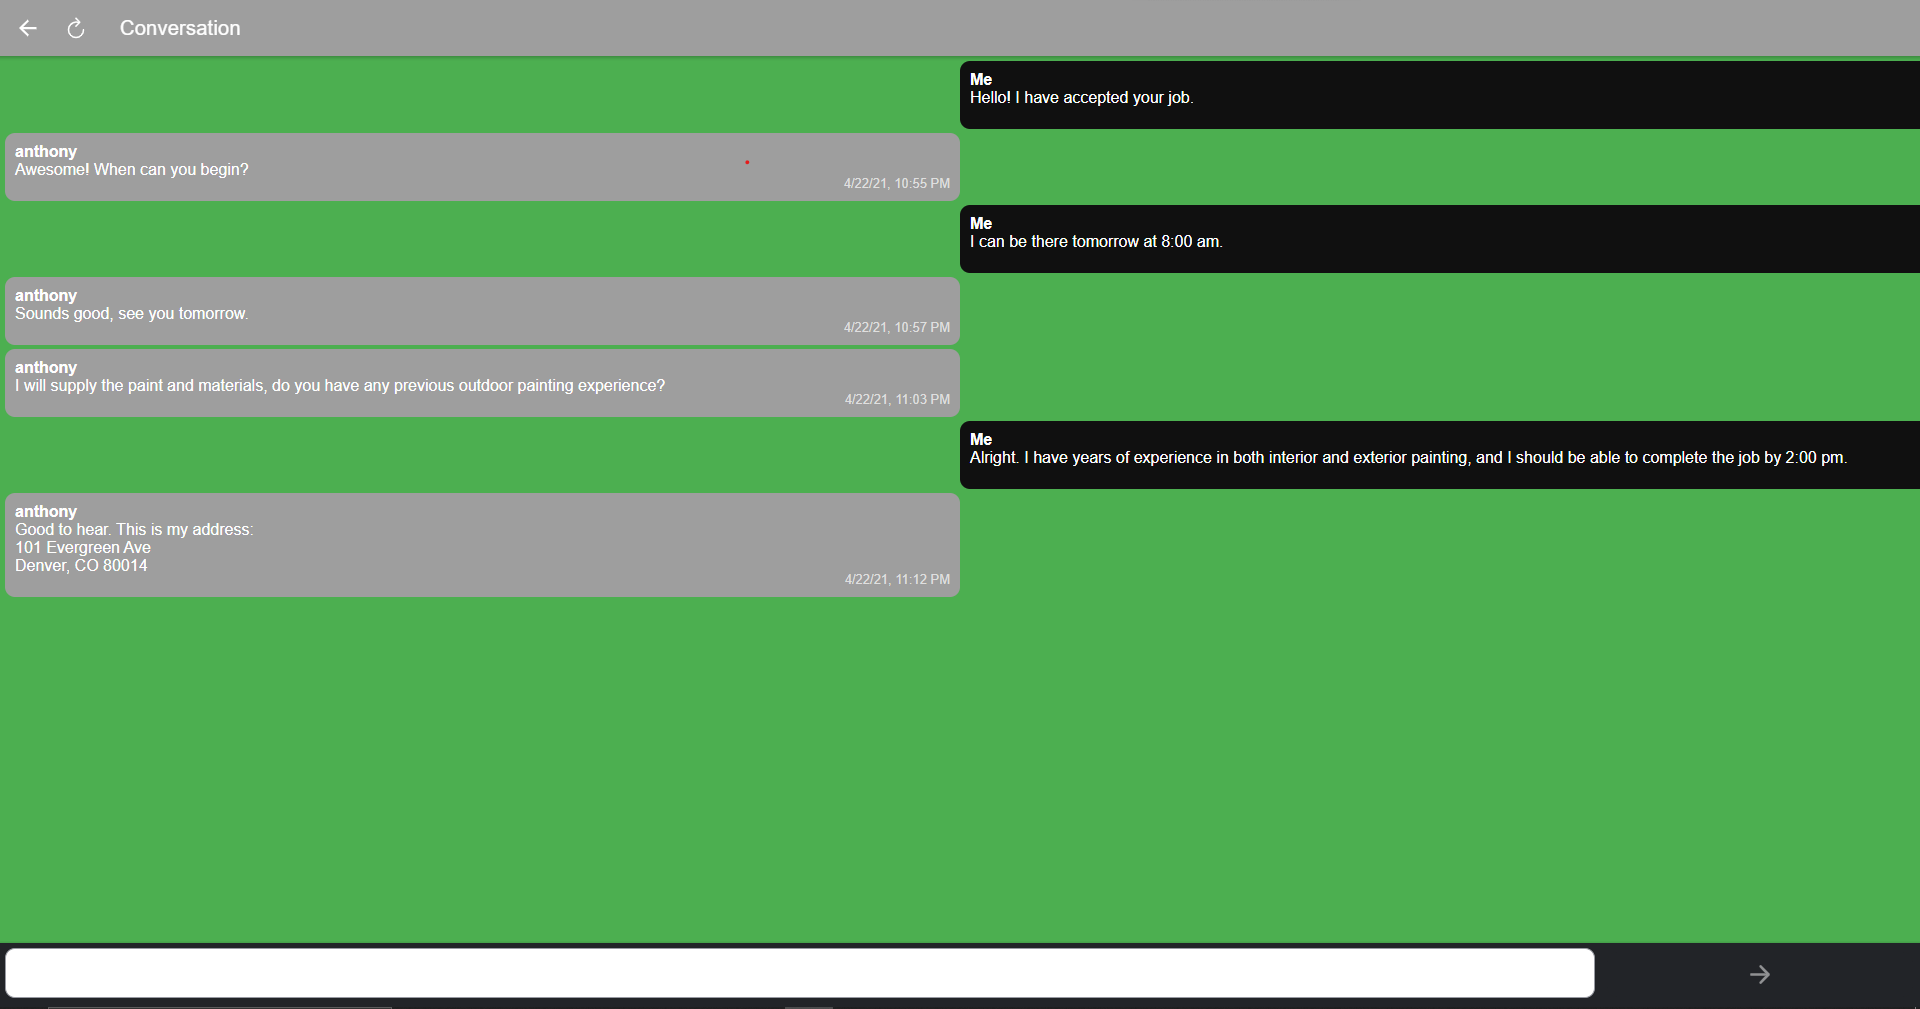 Conversation
Me
Hello! I have accepted your job.
anthony
Awesome! When can you begin?
4/22/21, 10:55 PM
Me
I can be there tomorrow at 8:00 am.
anthony
Sounds good, see you tomorrow.
4/22/21, 10:57 PM
anthony
I will supply the paint and materials, do you have any previous outdoor painting experience?
4/22/21, 11:03 PM
Me
Alright. I have years of experience in both interior and exterior painting, and I should be able to complete the job by 2:00 pm.
anthony
Good to hear. This is my address:
101 Evergreen Ave
Denver, CO 80014
4/22/21, 11:12 PM